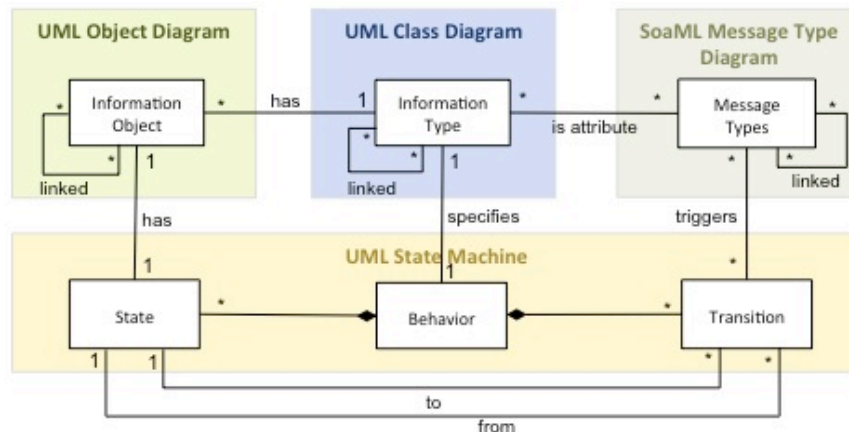 UML Object Diagram
UML Class Diagram
SoaML Message Type
Diagram
Information
Object
*
has
1
Information
Type
*
is attribute
*
Message
Types
*
*
*
linked
1
*
*
linked
1
*
*
linked
has
specifies
triggers
UML State Machine
1
1
*
State
*
Behavior
*
Transition
1
1
*
*
to
from